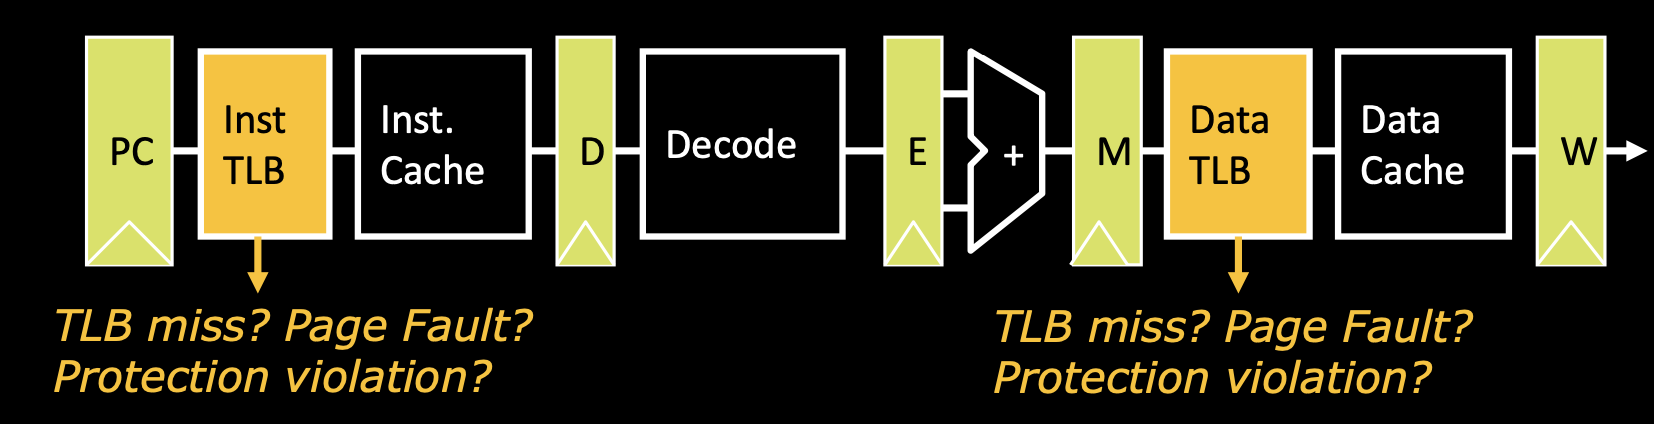 PC
Inst
TLB
Inst.
Cache
D
Decode
E
+
M
Data
TLB
Data
Cache
W
TLB miss? Page Fault?
Protection violation?
TLB miss? Page Fault?
Protection violation?